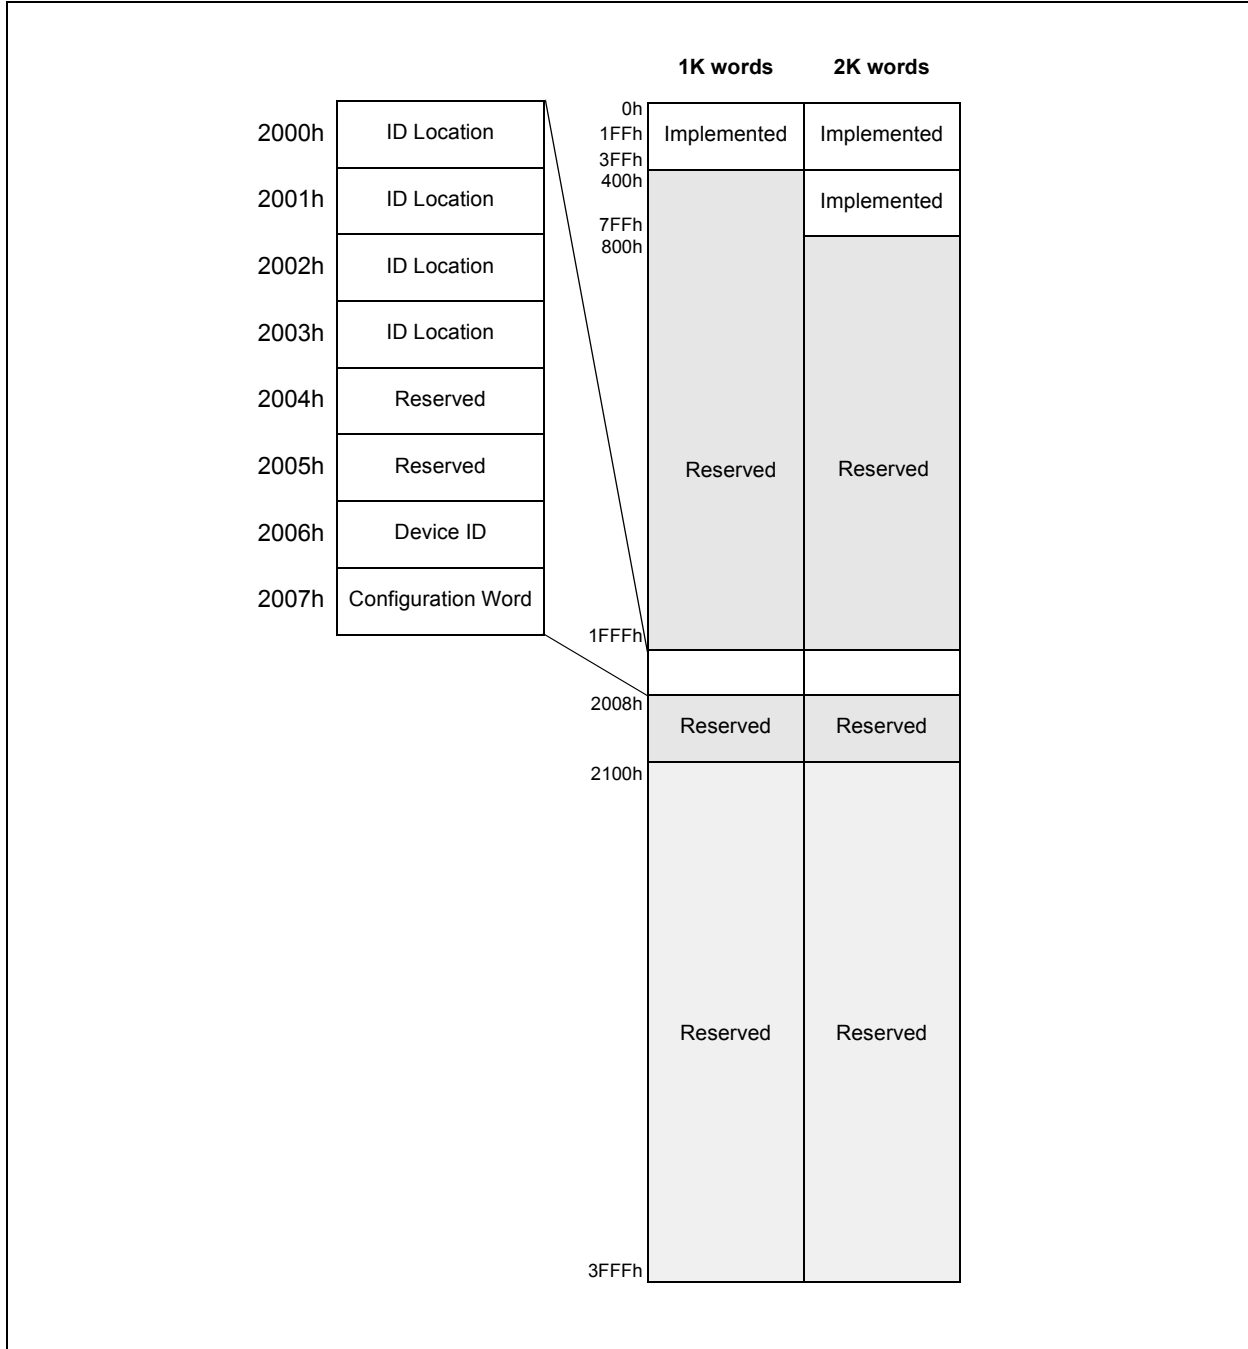 1K words 2K words
0h
2000h ID Location
1FFh Implemented Implemented
3FFh
400h
2001h ID Location
Implemented
7FFh
800h
2002h ID Location
2003h ID Location
2004h Reserved
2005h Reserved
Reserved Reserved
2006h Device ID
2007h Configuration Word
1FFFh
2008h
Reserved Reserved
2100h
Reserved Reserved
3FFFh